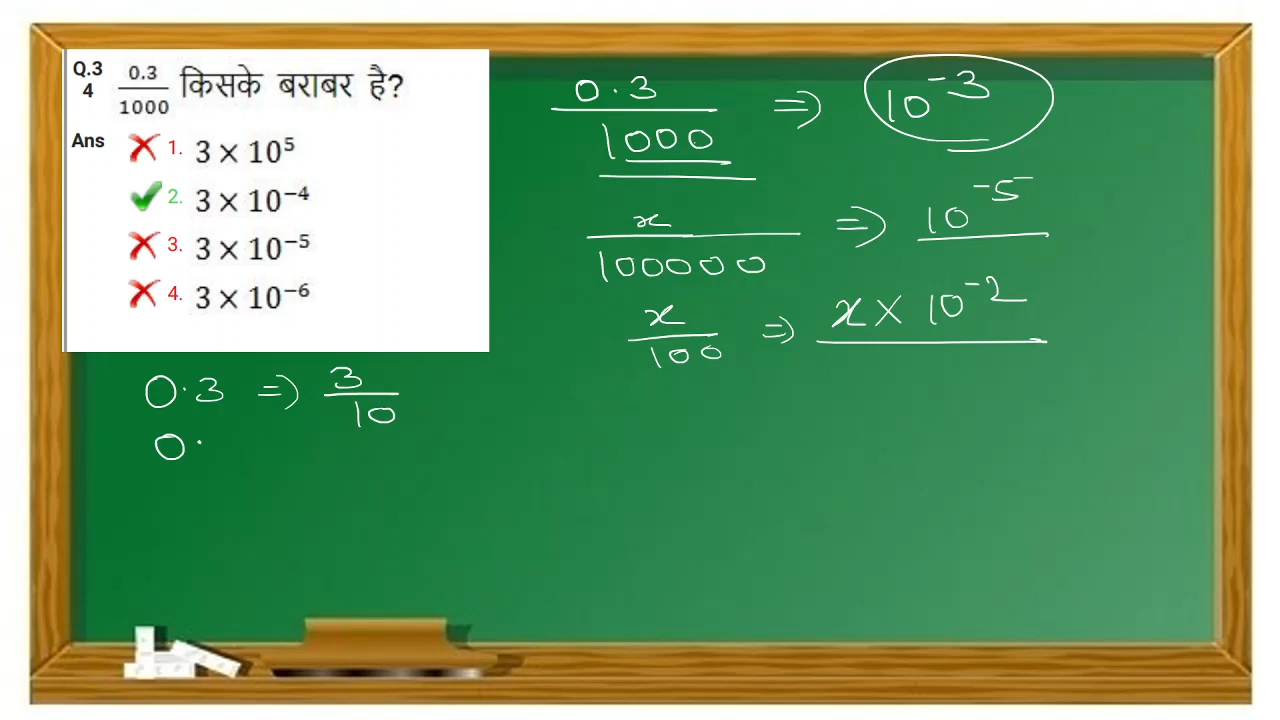 Q.34 0.3/1000 किसके बराबर है?
Ans
1. 3 × 10⁵
2. 3 × 10⁻⁴
3. 3 × 10⁻⁵
4. 3 × 10⁻⁶
0.3/1000 ⇒ 10⁻³
x/100000 ⇒ 10⁻⁵
x/100 ⇒ x × 10⁻²
0.3 ⇒ 3/10
0.